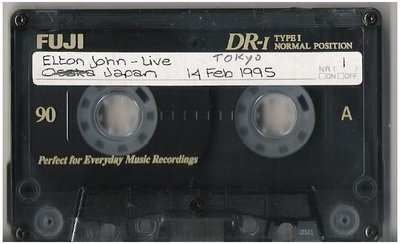 FUJI
DR-I TYPE I
NORMAL POSITION
Elton John - Live TOKYO
Osaka Japan 14 Feb 1995
1
N.R.
ON OFF
90
A
Perfect for Everyday Music Recordings